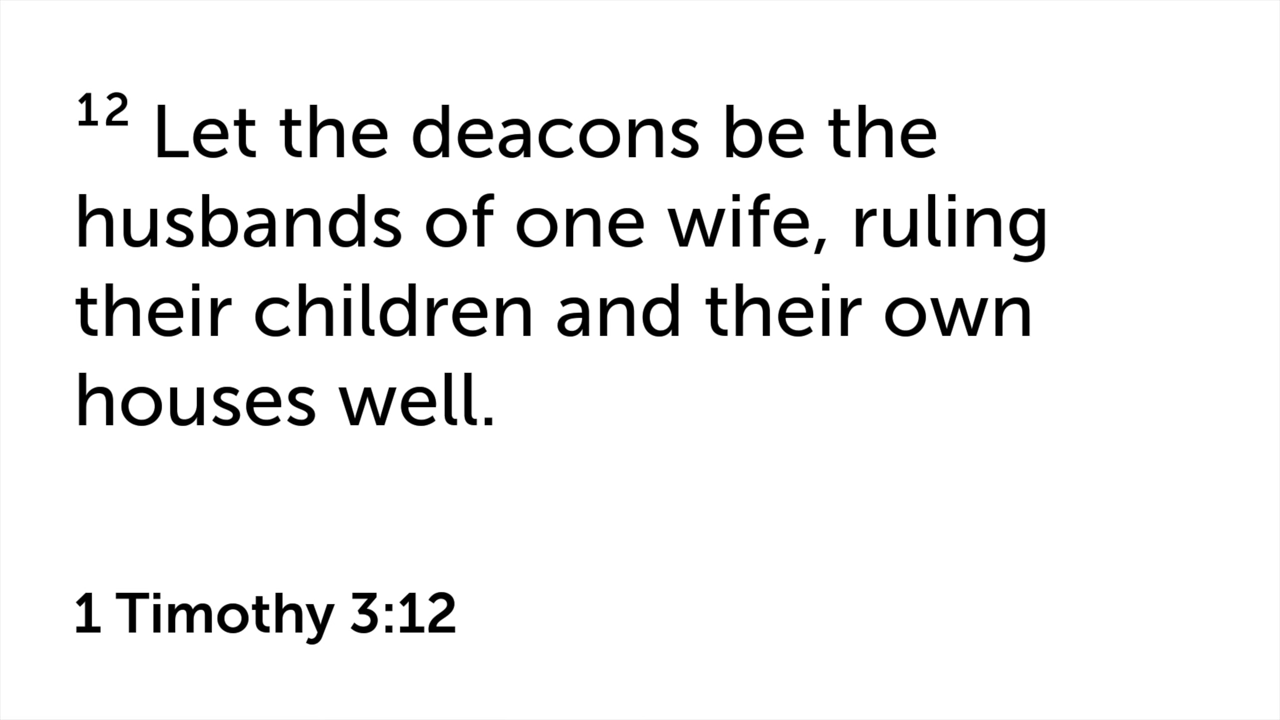 12 Let the deacons be the
husbands of one wife, ruling
their children and their own
houses well.
1 Timothy 3:12